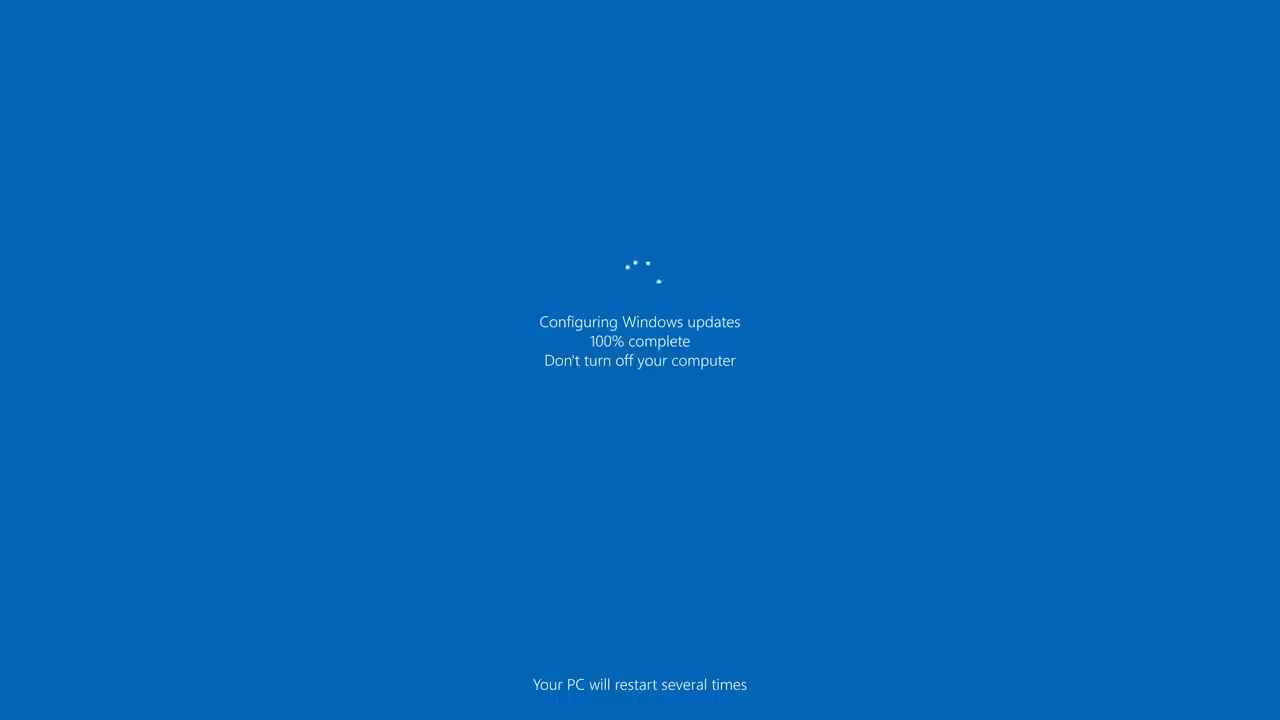 Configuring Windows updates
100% complete
Don't turn off your computer
Your PC will restart several times